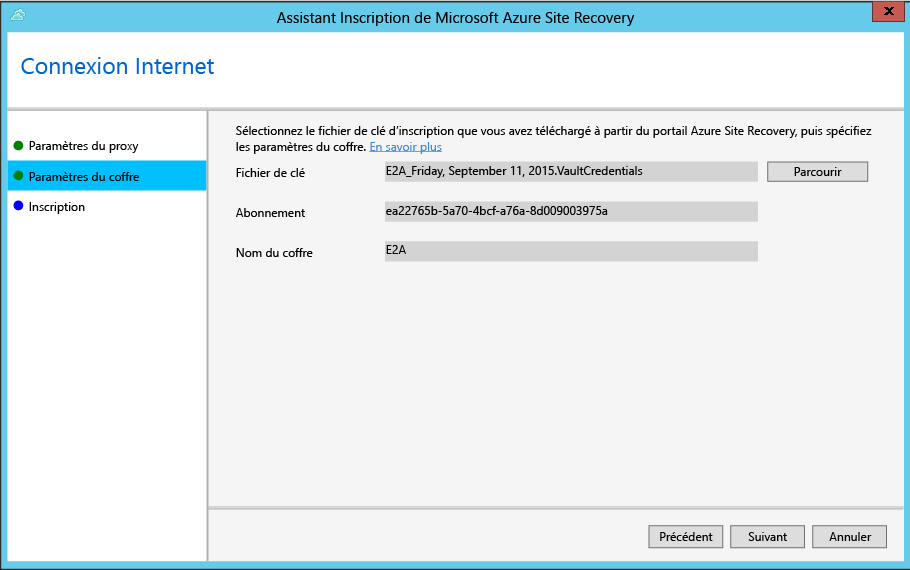 Assistant Inscription de Microsoft Azure Site Recovery
Connexion Internet
Paramètres du proxy
Paramètres du coffre
Inscription
Sélectionnez le fichier de clé d'inscription que vous avez téléchargé à partir du portail Azure Site Recovery, puis spécifiez
les paramètres du coffre. En savoir plus
Fichier de clé
E2A_Friday, September 11, 2015.VaultCredentials
Parcourir
Abonnement
ea22765b-5a70-4bcf-a76a-8d009003975a
Nom du coffre
E2A
Précédent
Suivant
Annuler